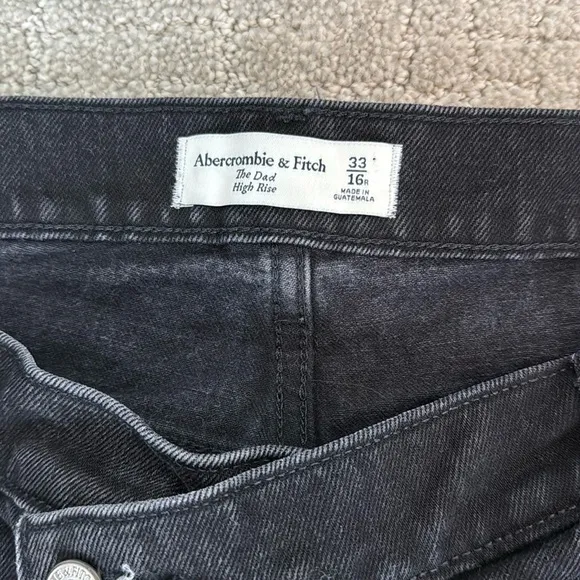 Abercrombie & Fitch
The Dad
High Rise
33
16R
MADE IN
GUATEMALA